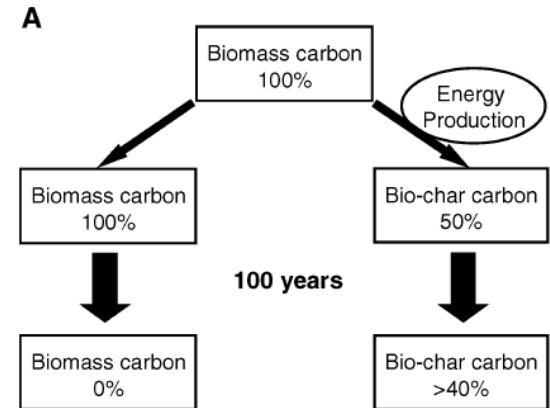 A
Biomass carbon
100%
Energy
Production
Biomass carbon
100%
Bio-char carbon
50%
100 years
Biomass carbon
0%
Bio-char carbon
>40%